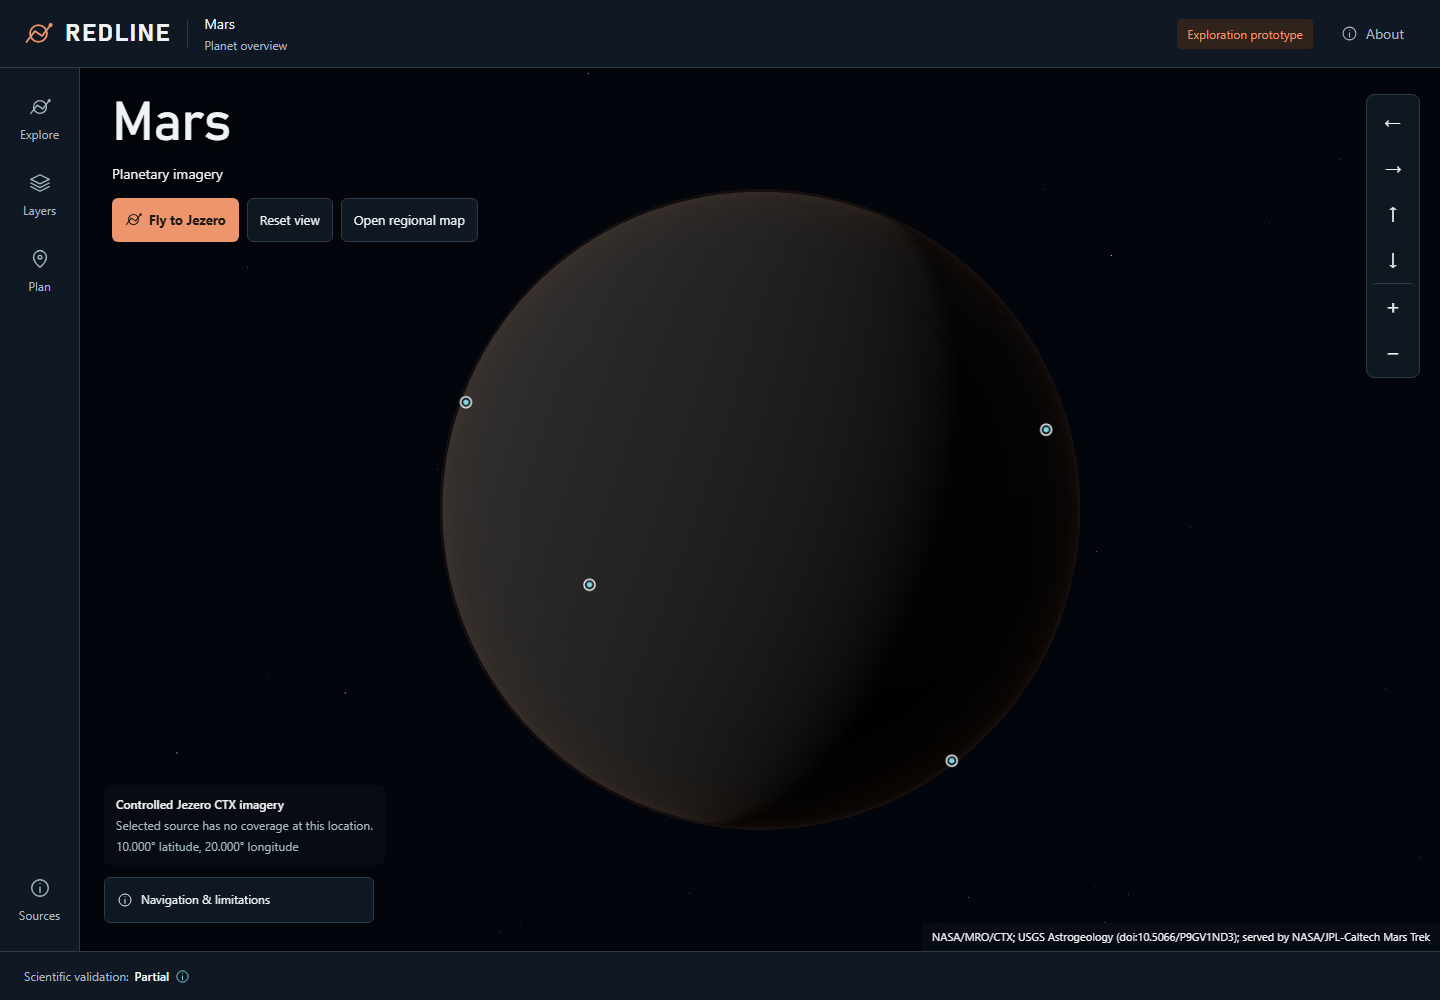 REDLINE
Mars
Planet overview
Exploration prototype
About
Explore
Layers
Plan
Sources
Mars
Planetary imagery
Fly to Jezero
Reset view
Open regional map
←
→
↑
↓
+
−
Controlled Jezero CTX imagery
Selected source has no coverage at this location.
10.000° latitude, 20.000° longitude
Navigation & limitations
NASA/MRO/CTX; USGS Astrogeology (doi:10.5066/P9GV1ND3); served by NASA/JPL-Caltech Mars Trek
Scientific validation: Partial